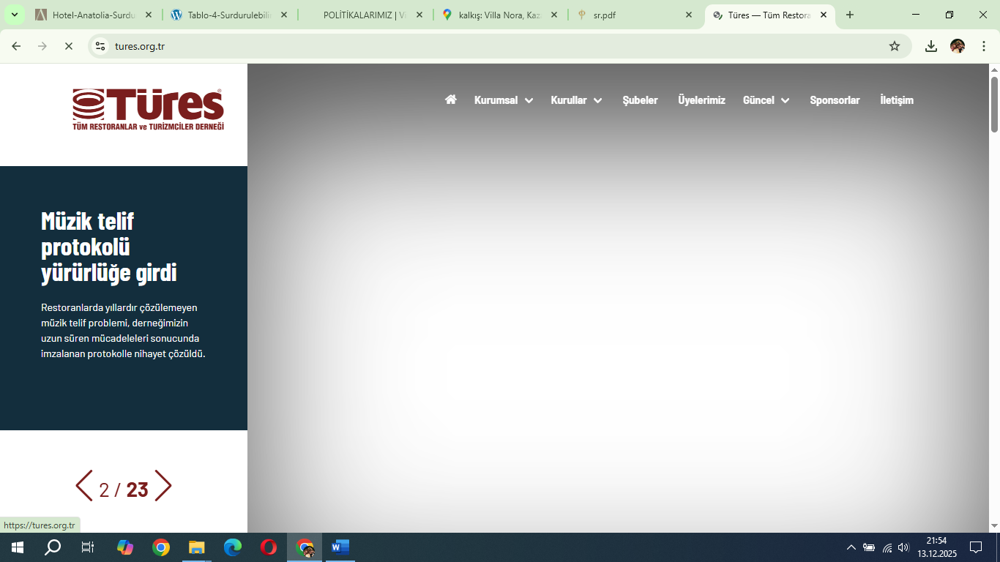 Hotel-Anatolia-Surdu
Tablo-4-Surdurulebili
POLİTİKALARIMIZ | Vi
kalkış: Villa Nora, Kaz
sr.pdf
Türes — Tüm Restora
tures.org.tr
Türes
TÜM RESTORANLAR ve TURİZMCİLER DERNEĞİ
Kurumsal
Kurullar
Şubeler
Üyelerimiz
Güncel
Sponsorlar
İletişim
Müzik telif
protokolü
yürürlüğe girdi
Restoranlarda yıllardır çözülemeyen
müzik telif problemi, derneğimizin
uzun süren mücadeleleri sonucunda
imzalanan protokolle nihayet çözüldü.
2 / 23
https://tures.org.tr
21:54
13.12.2025